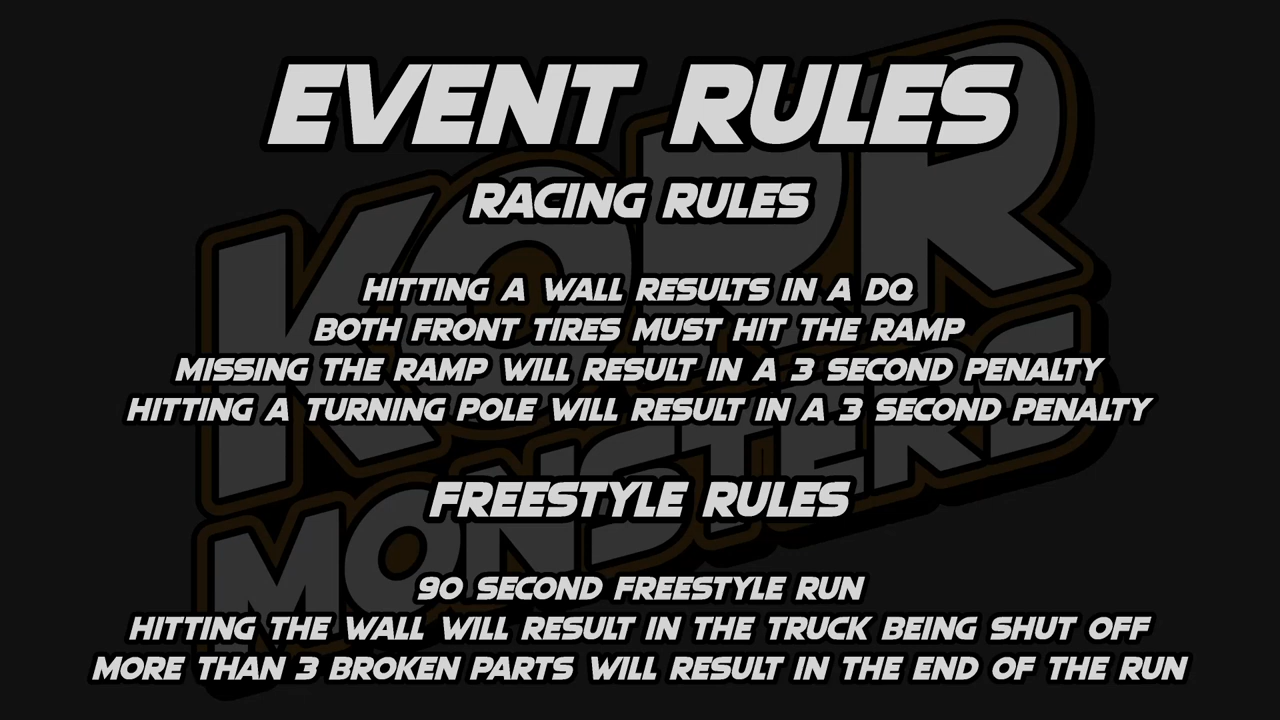 EVENT RULES
RACING RULES
HITTING A WALL RESULTS IN A DQ
BOTH FRONT TIRES MUST HIT THE RAMP
MISSING THE RAMP WILL RESULT IN A 3 SECOND PENALTY
HITTING A TURNING POLE WILL RESULT IN A 3 SECOND PENALTY
FREESTYLE RULES
90 SECOND FREESTYLE RUN
HITTING THE WALL WILL RESULT IN THE TRUCK BEING SHUT OFF
MORE THAN 3 BROKEN PARTS WILL RESULT IN THE END OF THE RUN
MONSTERS